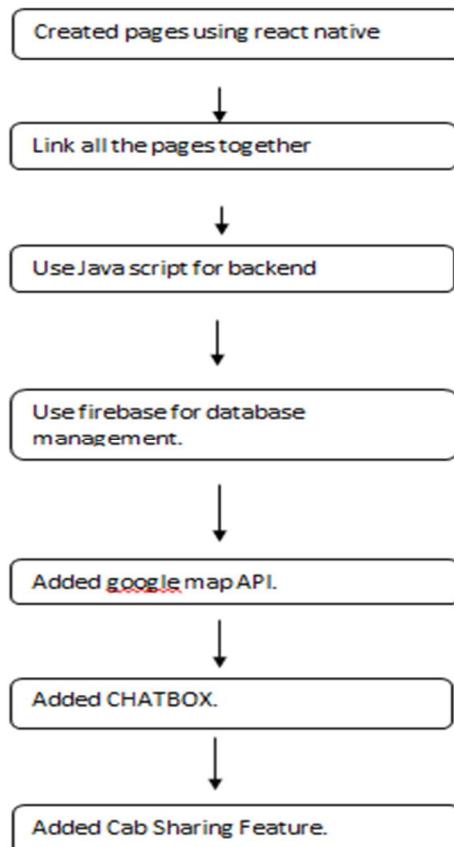 Created pages using react native
Link all the pages together
Use Java script for backend
Use firebase for database
management.
Added google map API.
Added CHATBOX.
Added Cab Sharing Feature.